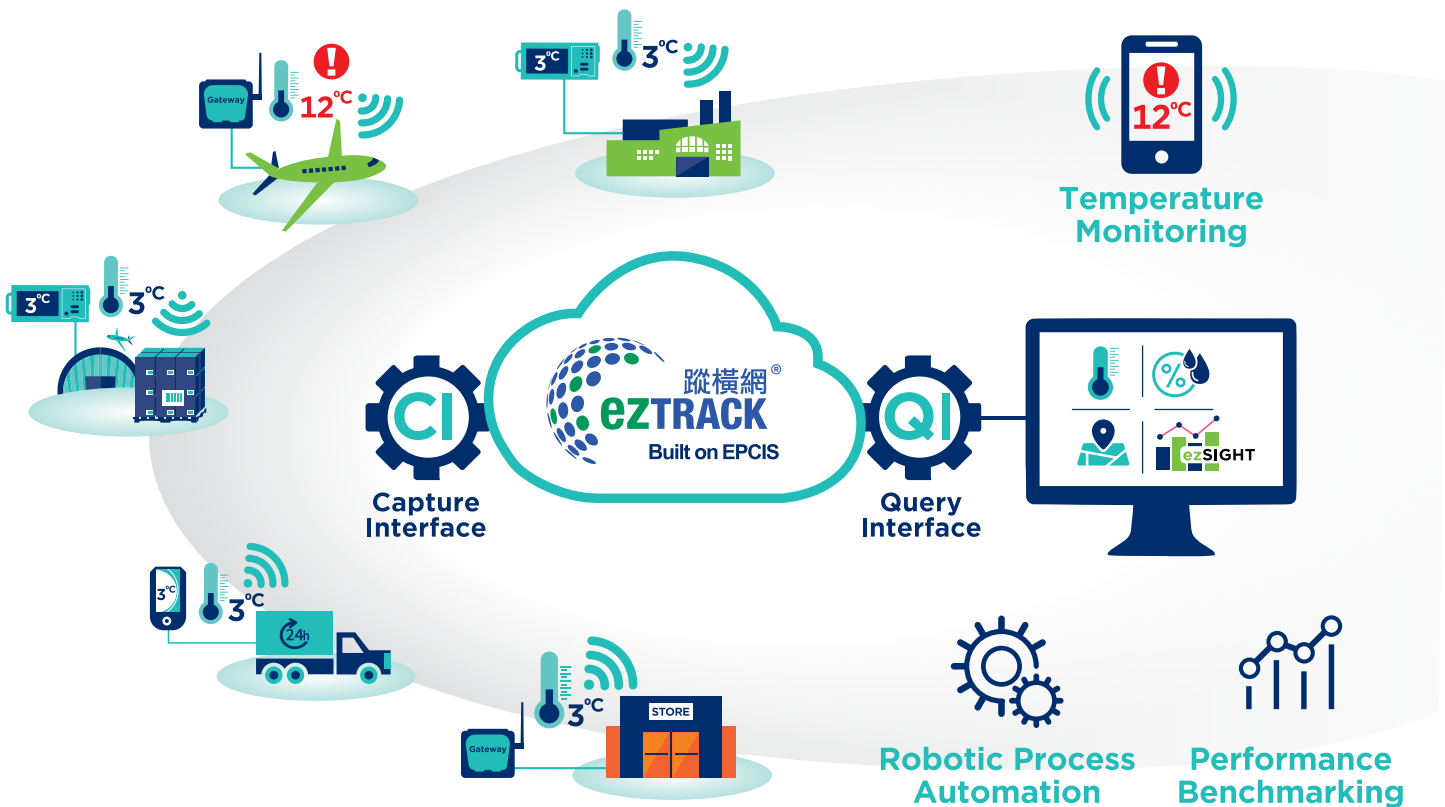 Gateway
12°C
3°C
3°C
12°C
Temperature
Monitoring
3°C
3°C
CI
Capture
Interface
蹤橫網®
ezTRACK
Built on EPCIS
QI
Query
Interface
%
ezSIGHT
3°C
3°C
24h
Gateway
3°C
STORE
Robotic Process
Automation
Performance
Benchmarking